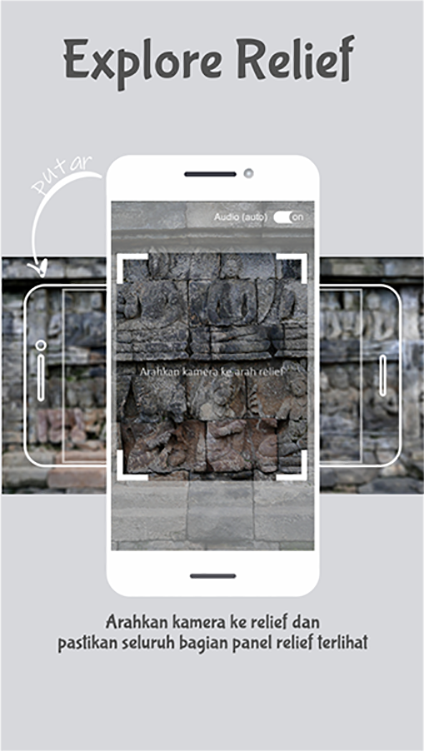 Explore Relief
putar
Audio (auto) on
Arahkan kamera ke arah relief
Arahkan kamera ke relief dan
pastikan seluruh bagian panel relief terlihat